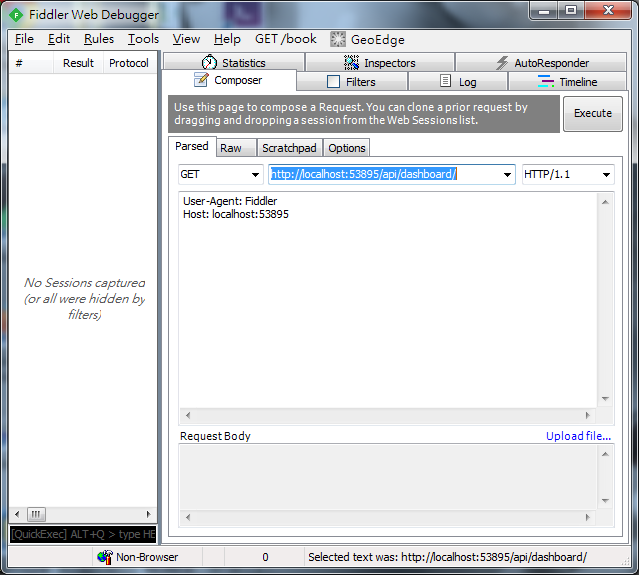 Fiddler Web Debugger
File Edit Rules Tools View Help GET /book GeoEdge
# Result Protocol
Statistics Inspectors AutoResponder
Composer Filters Log Timeline
Use this page to compose a Request. You can clone a prior request by
dragging and dropping a session from the Web Sessions list.
Execute
Parsed Raw Scratchpad Options
GET http://localhost:53895/api/dashboard/ HTTP/1.1
User-Agent: Fiddler
Host: localhost:53895
No Sessions captured
(or all were hidden by
filters)
Request Body Upload file...
[QuickExec] ALT+Q > type HE
Non-Browser 0 Selected text was: http://localhost:53895/api/dashboard/